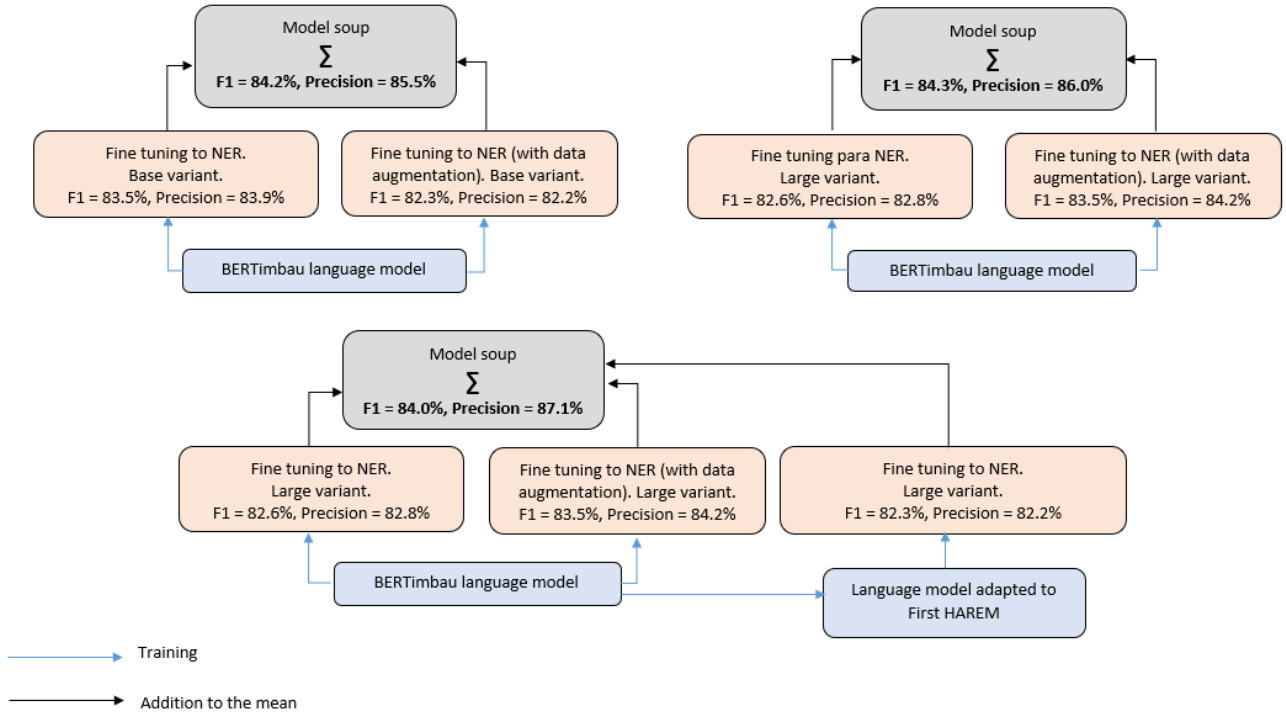 Model soup
Σ
F1 = 84.2%, Precision = 85.5%
Fine tuning to NER.
Base variant.
F1 = 83.5%, Precision = 83.9%
Fine tuning to NER (with data
augmentation). Base variant.
F1 = 82.3%, Precision = 82.2%
BERTimbau language model
Model soup
Σ
F1 = 84.3%, Precision = 86.0%
Fine tuning para NER.
Large variant.
F1 = 82.6%, Precision = 82.8%
Fine tuning to NER (with data
augmentation). Large variant.
F1 = 83.5%, Precision = 84.2%
BERTimbau language model
Model soup
Σ
F1 = 84.0%, Precision = 87.1%
Fine tuning to NER.
Large variant.
F1 = 82.6%, Precision = 82.8%
Fine tuning to NER (with data
augmentation). Large variant.
F1 = 83.5%, Precision = 84.2%
Fine tuning to NER.
Large variant.
F1 = 82.3%, Precision = 82.2%
BERTimbau language model
Language model adapted to
First HAREM
Training
Addition to the mean